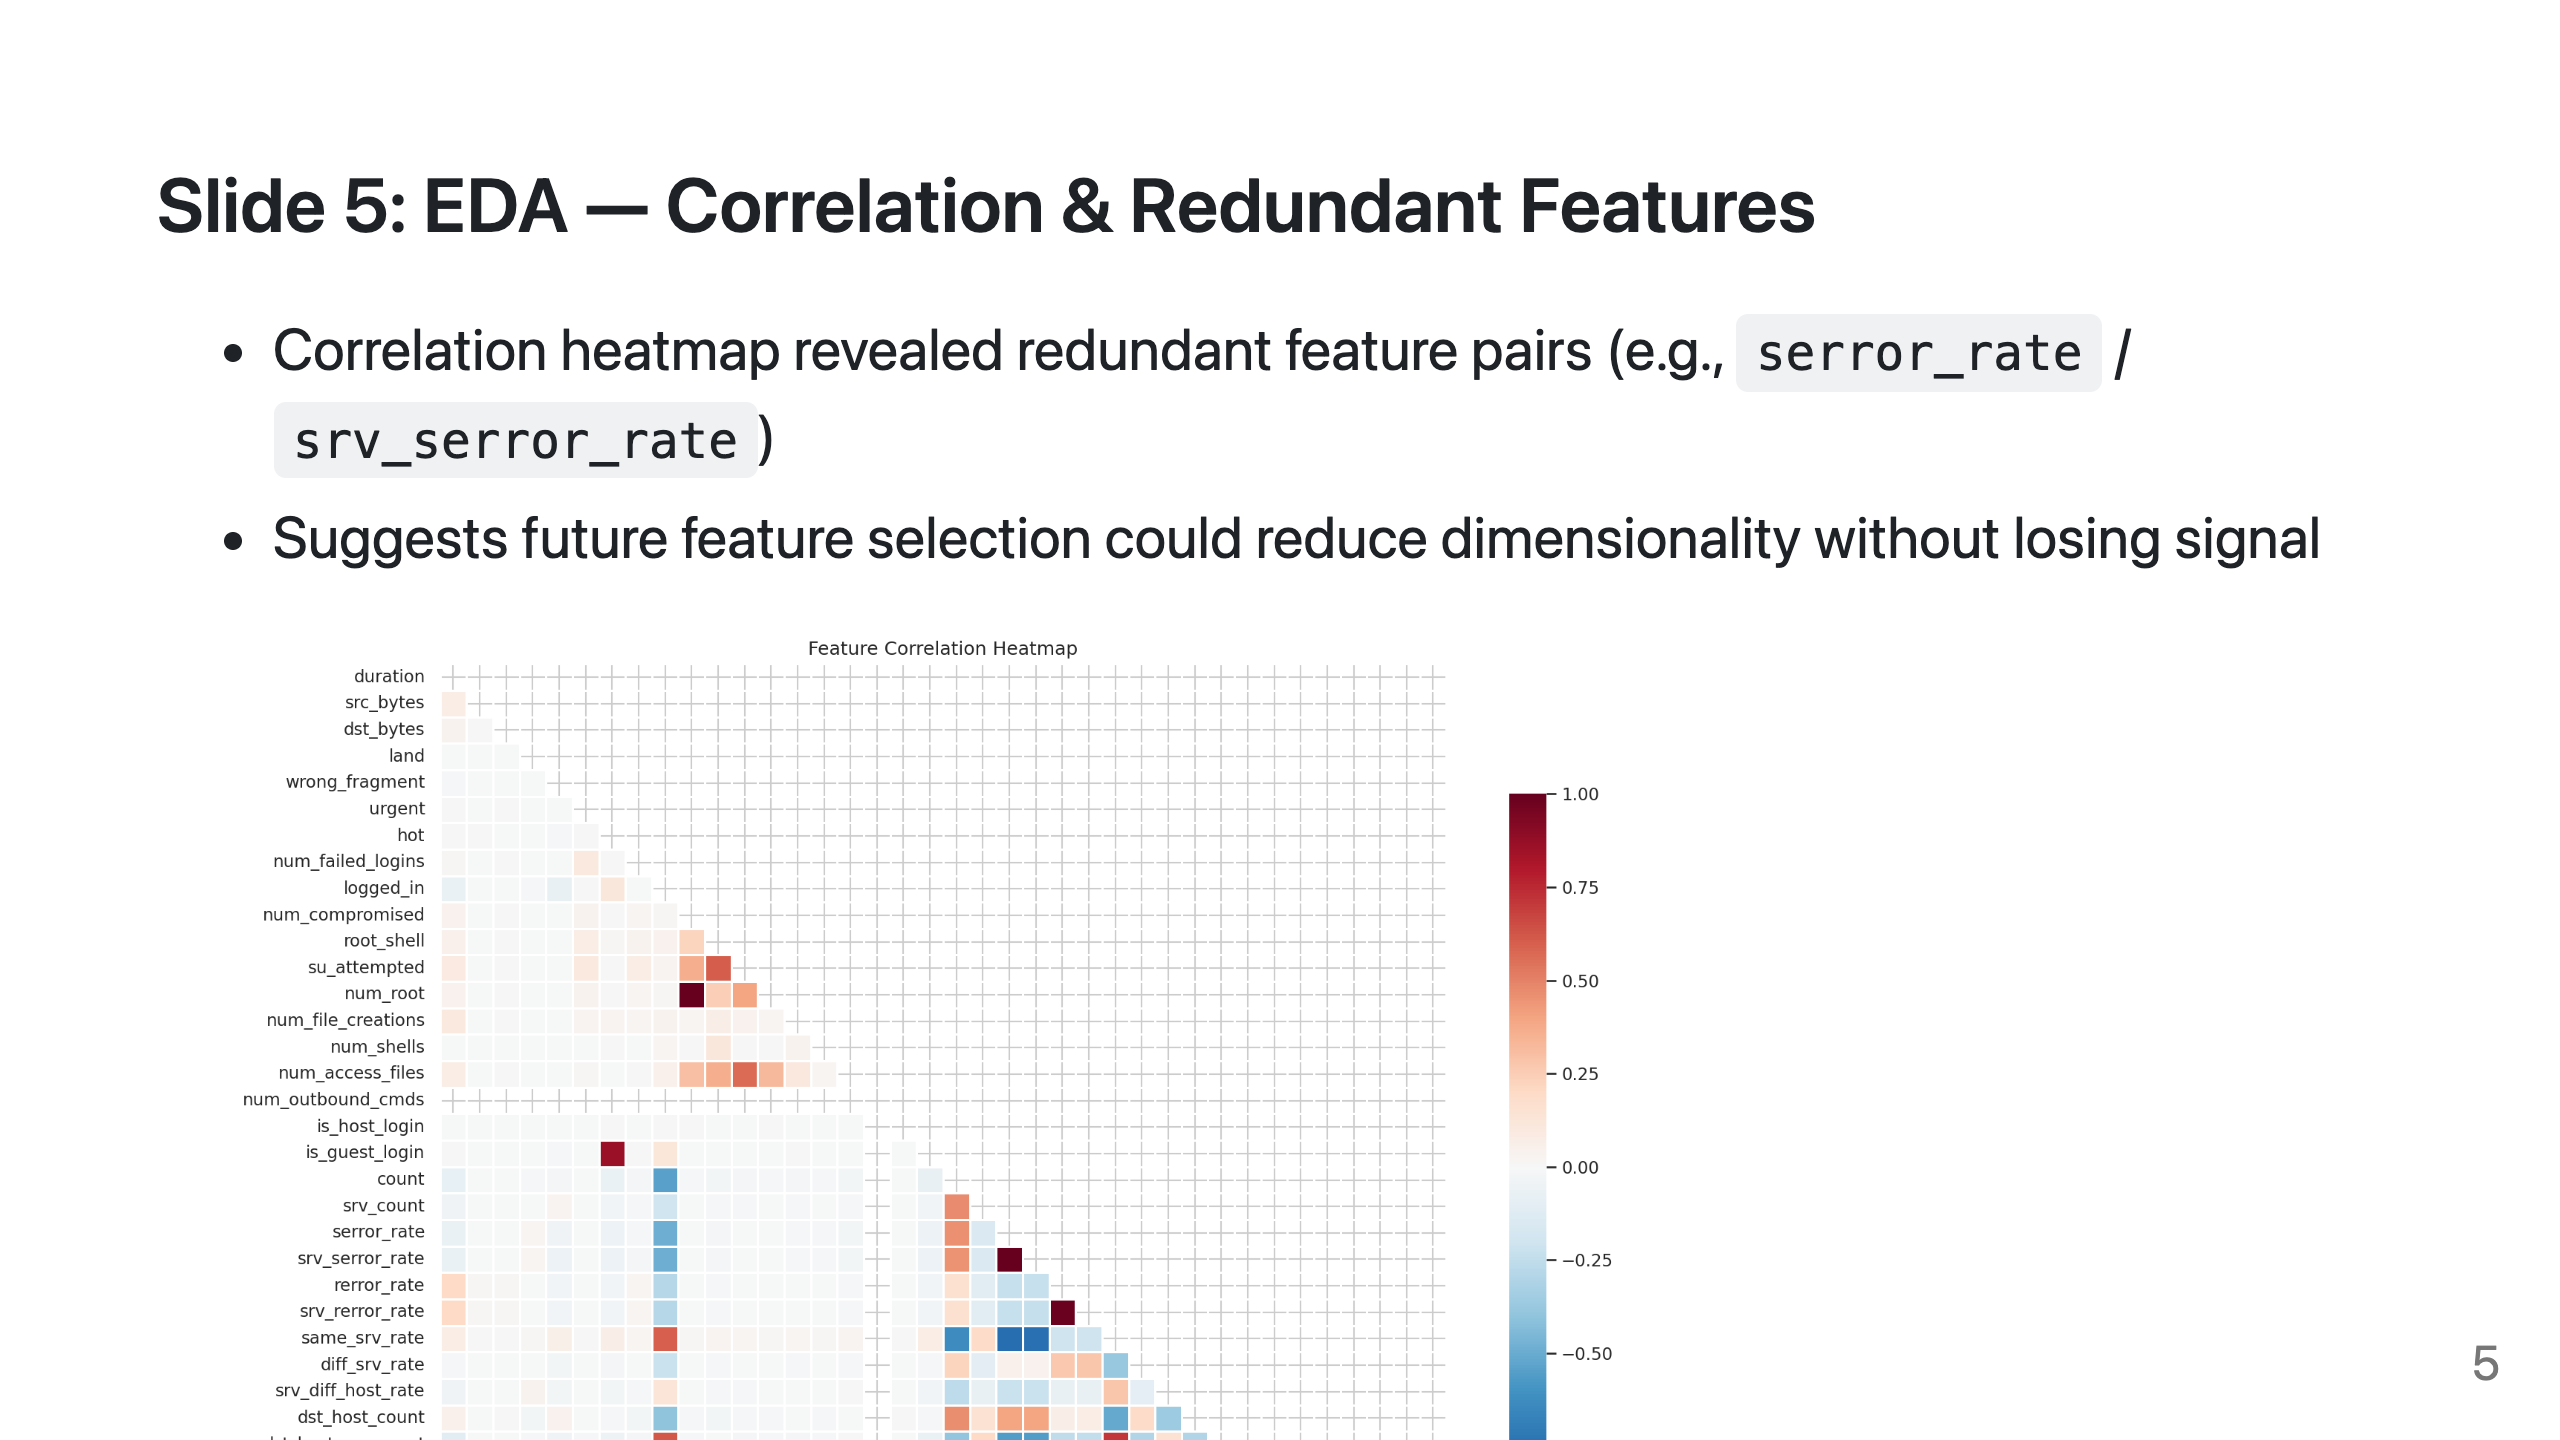 Slide 5: EDA — Correlation & Redundant Features
• Correlation heatmap revealed redundant feature pairs (e.g., serror_rate /
srv_serror_rate )
• Suggests future feature selection could reduce dimensionality without losing signal
Feature Correlation Heatmap
duration
src_bytes
dst_bytes
land
wrong_fragment
urgent
hot
num_failed_logins
logged_in
num_compromised
root_shell
su_attempted
num_root
num_file_creations
num_shells
num_access_files
num_outbound_cmds
is_host_login
is_guest_login
count
srv_count
serror_rate
srv_serror_rate
rerror_rate
srv_rerror_rate
same_srv_rate
diff_srv_rate
srv_diff_host_rate
dst_host_count
1.00
0.75
0.50
0.25
0.00
−0.25
−0.50
5